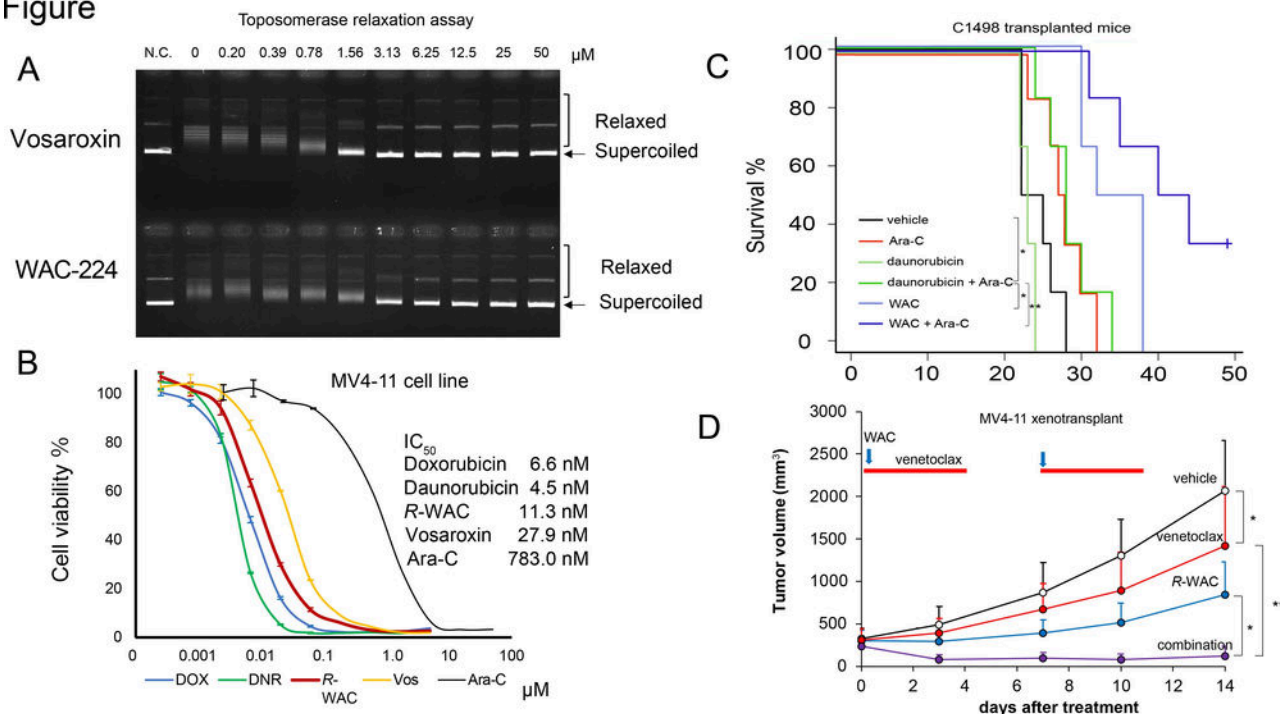 Figure
Toposomerase relaxation assay
N.C. 0 0.20 0.39 0.78 1.56 3.13 6.25 12.5 25 50 μM
A
Vosaroxin
Relaxed
Supercoiled
WAC-224
Relaxed
Supercoiled
B
MV4-11 cell line
Cell viability %
100
80
60
40
20
0
IC50
Doxorubicin 6.6 nM
Daunorubicin 4.5 nM
R-WAC 11.3 nM
Vosaroxin 27.9 nM
Ara-C 783.0 nM
0 0.001 0.01 0.1 1.0 10 100
μM
DOX DNR R-WAC Vos Ara-C
C
C1498 transplanted mice
Survival %
100
80
60
40
20
0
vehicle
Ara-C
daunorubicin
daunorubicin + Ara-C
WAC
WAC + Ara-C
*
*
**
0 10 20 30 40 50
D
MV4-11 xenotransplant
Tumor volume (mm³)
3000
2500
2000
1500
1000
500
0
WAC
venetoclax
vehicle
venetoclax
R-WAC
combination
*
*
0 2 4 6 8 10 12 14
days after treatment